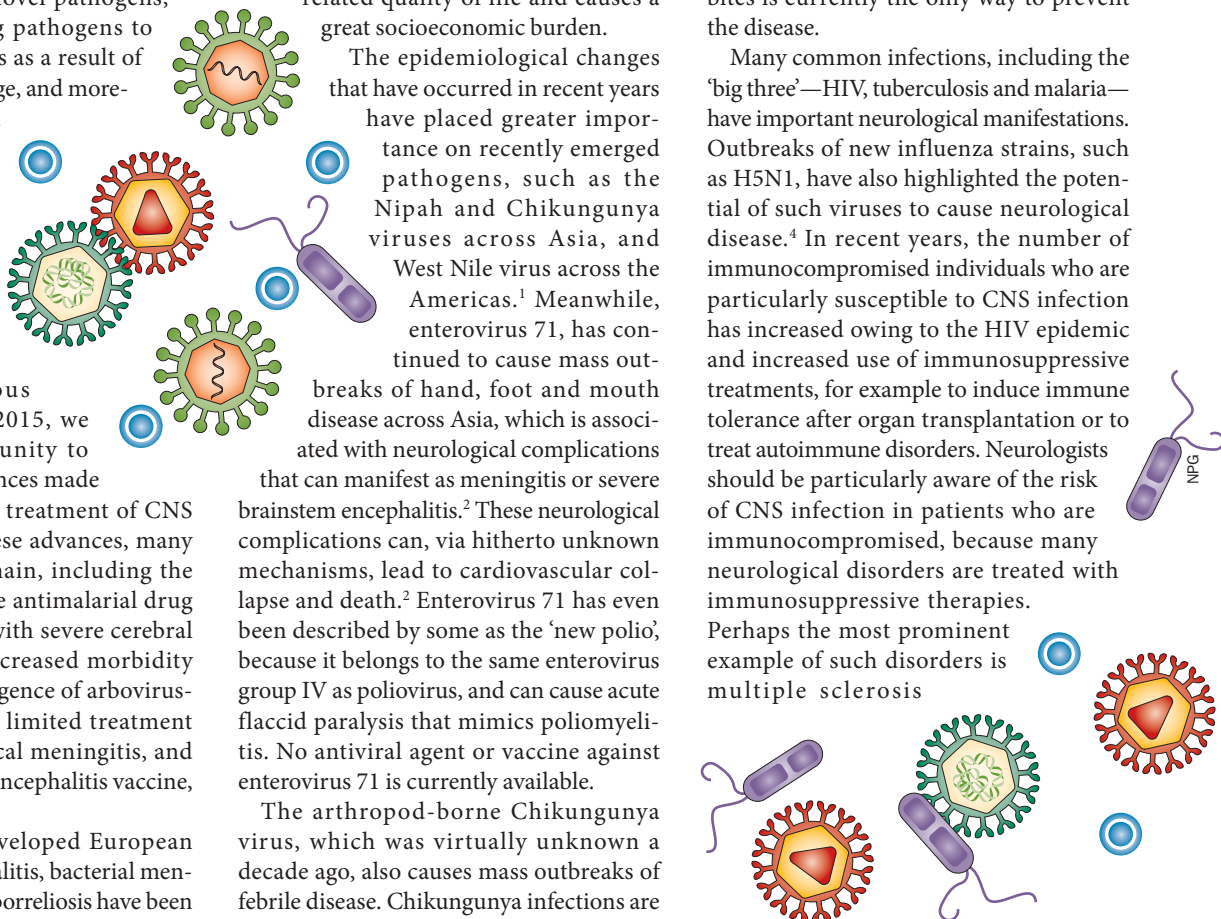 ovel pathogens,
g pathogens to
s as a result of
ge, and more-
ous
2015, we
unity to
nces made
treatment of CNS
ese advances, many
ain, including the
e antimalarial drug
with severe cerebral
creased morbidity
gence of arbovirus-
limited treatment
cal meningitis, and
ncephalitis vaccine,
veloped European
alitis, bacterial men-
borreliosis have been
related quality of life and causes a
great socioeconomic burden.
The epidemiological changes
that have occurred in recent years
have placed greater impor-
tance on recently emerged
pathogens, such as the
Nipah and Chikungunya
viruses across Asia, and
West Nile virus across the
Americas.1 Meanwhile,
enterovirus 71, has con-
tinued to cause mass out-
breaks of hand, foot and mouth
disease across Asia, which is associ-
ated with neurological complications
that can manifest as meningitis or severe
brainstem encephalitis.2 These neurological
complications can, via hitherto unknown
mechanisms, lead to cardiovascular col-
lapse and death.2 Enterovirus 71 has even
been described by some as the ‘new polio’,
because it belongs to the same enterovirus
group IV as poliovirus, and can cause acute
flaccid paralysis that mimics poliomyeli-
tis. No antiviral agent or vaccine against
enterovirus 71 is currently available.
The arthropod-borne Chikungunya
virus, which was virtually unknown a
decade ago, also causes mass outbreaks of
febrile disease. Chikungunya infections are
bites is currently the only way to prevent
the disease.
Many common infections, including the
‘big three’—HIV, tuberculosis and malaria—
have important neurological manifestations.
Outbreaks of new influenza strains, such
as H5N1, have also highlighted the poten-
tial of such viruses to cause neurological
disease.4 In recent years, the number of
immunocompromised individuals who are
particularly susceptible to CNS infection
has increased owing to the HIV epidemic
and increased use of immunosuppressive
treatments, for example to induce immune
tolerance after organ transplantation or to
treat autoimmune disorders. Neurologists
should be particularly aware of the risk
of CNS infection in patients who are
immunocompromised, because many
neurological disorders are treated with
immunosuppressive therapies.
Perhaps the most prominent
example of such disorders is
multiple sclerosis
NPG